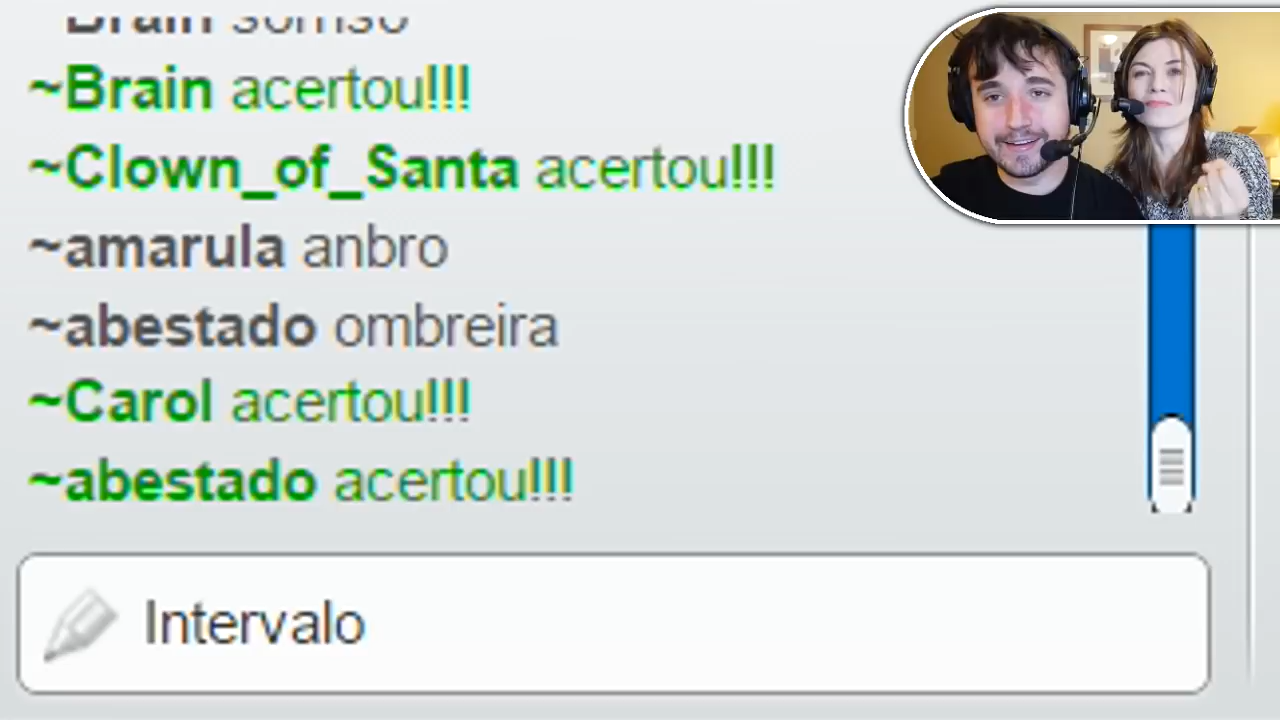 ~Brain acertou!!!
~Clown_of_Santa acertou!!!
~amarula anbro
~abestado ombreira
~Carol acertou!!!
~abestado acertou!!!
Intervalo